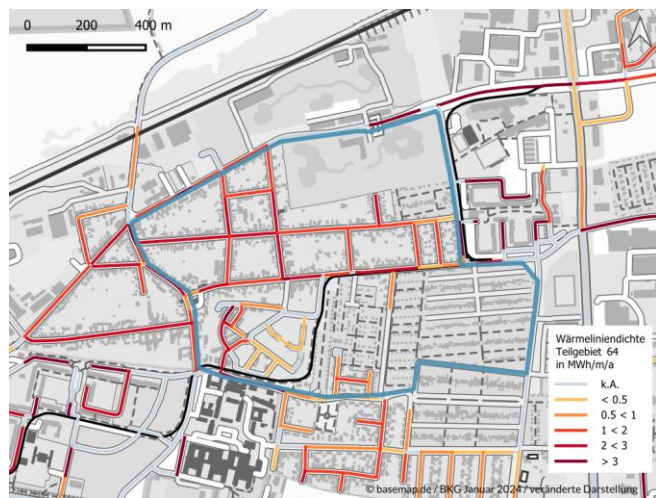 0 200 400 m
Wärmeliniendichte
Teilgebiet 64
in MWh/m/a
k.A.
< 0.5
0.5 < 1
1 < 2
2 < 3
> 3
© basemap.de / BKG Januar 2024 / veränderte Darstellung